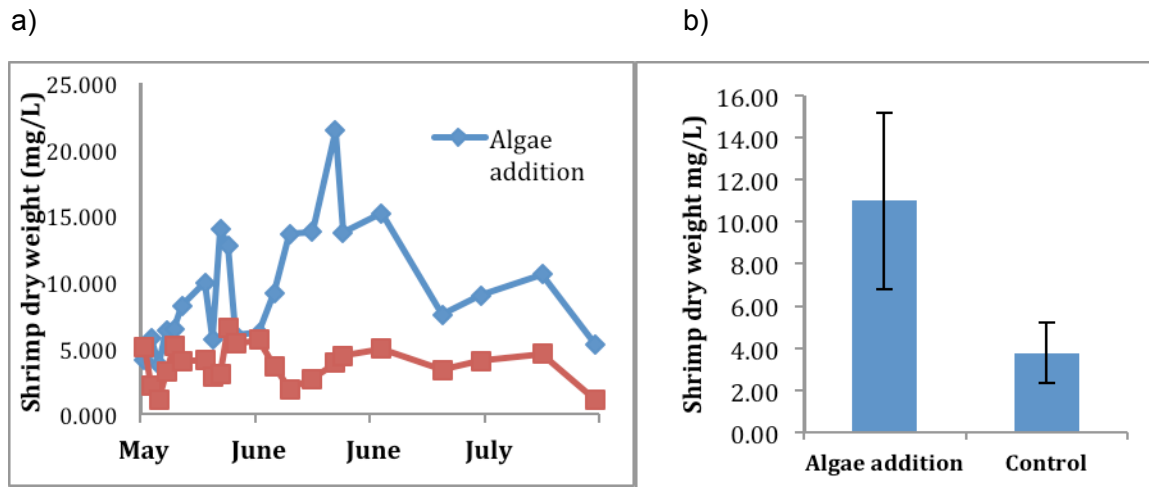 a)
b)
Shrimp dry weight (mg/L)
25.000
20.000
15.000
10.000
5.000
0.000
Algae
addition
May
June
June
July
Shrimp dry weight mg/L)
16.00
14.00
12.00
10.00
8.00
6.00
4.00
2.00
0.00
Algae addition
Control